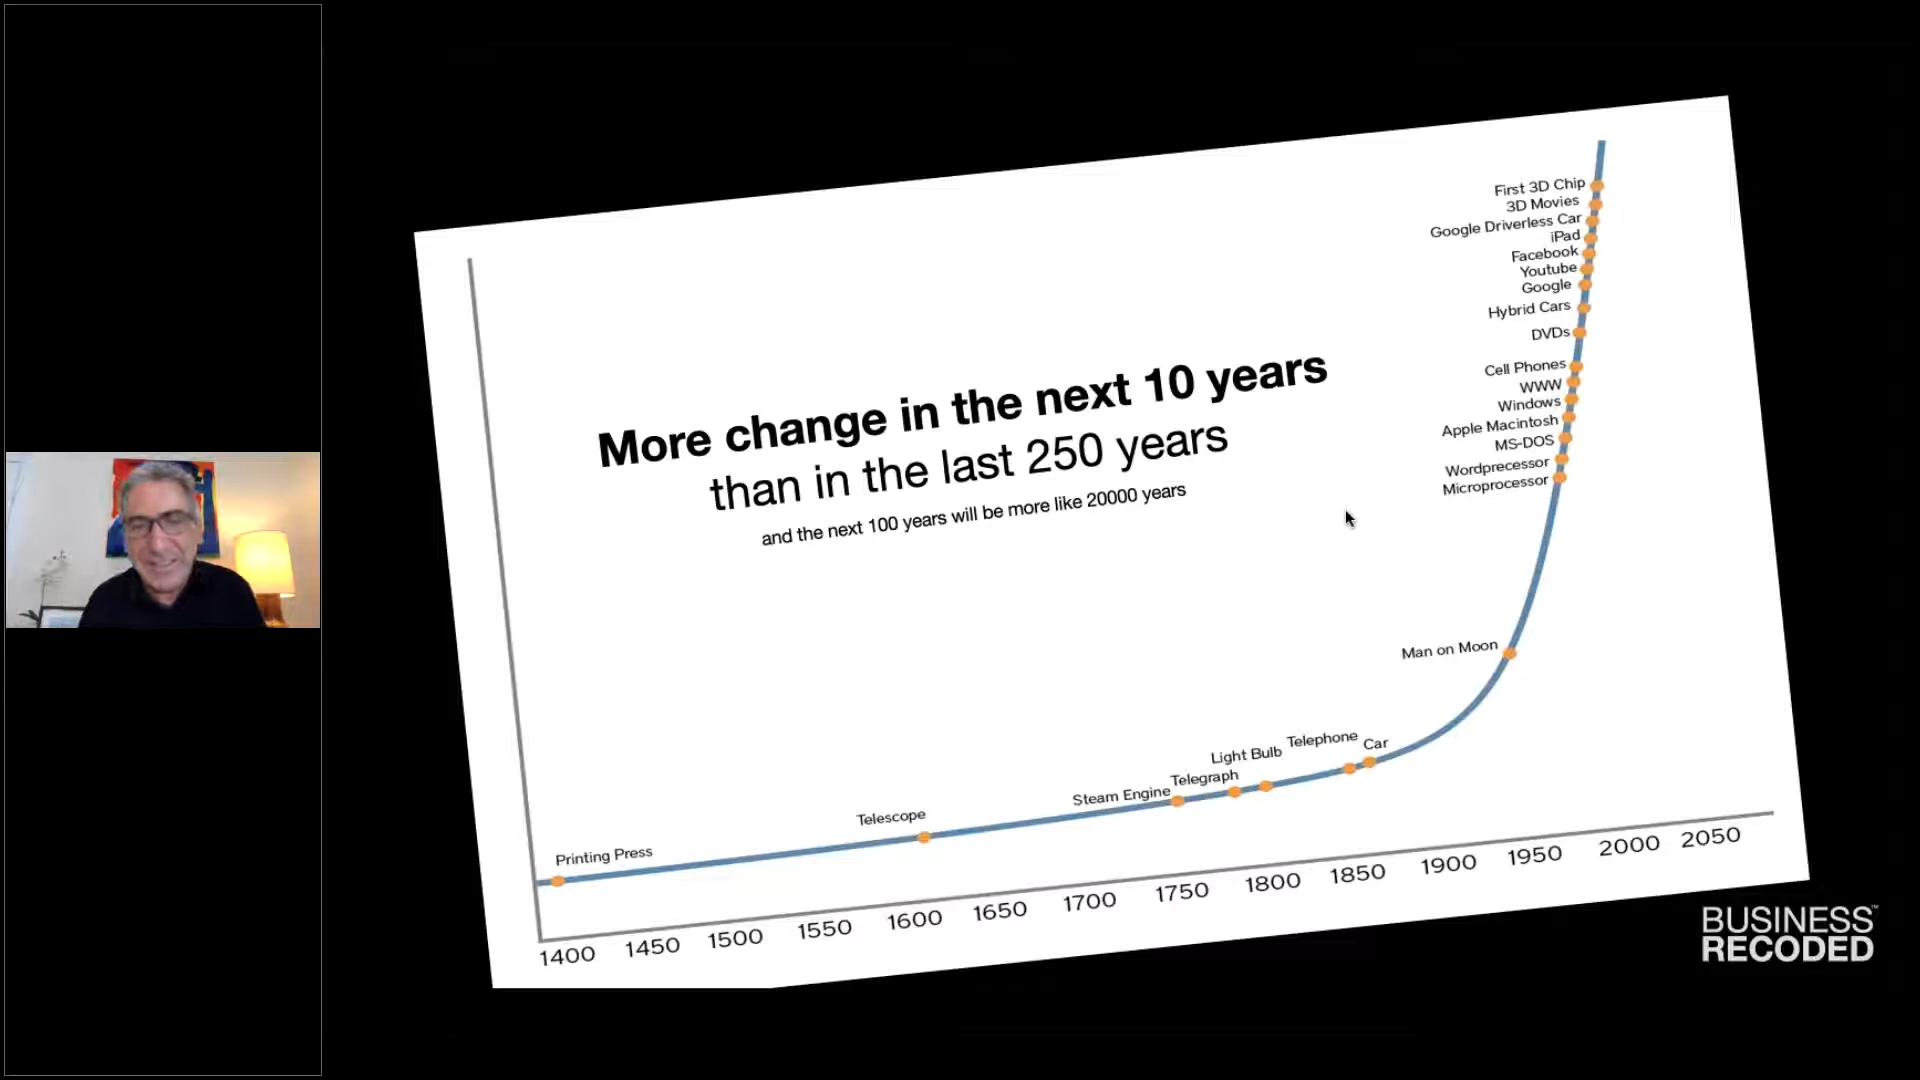 First 3D Chip
3D Movies
Google Driverless Car
iPad
Facebook
Youtube
Google
Hybrid Cars
DVDs
Cell Phones
WWW
Windows
Apple Macintosh
MS-DOS
Wordprecessor
Microprocessor
More change in the next 10 years
than in the last 250 years
and the next 100 years will be more like 20000 years
Man on Moon
Car
Telephone
Light Bulb
Telegraph
Steam Engine
Telescope
Printing Press
1400 1450 1500 1550 1600 1650 1700 1750 1800 1850 1900 1950 2000 2050
BUSINESS™
RECODED